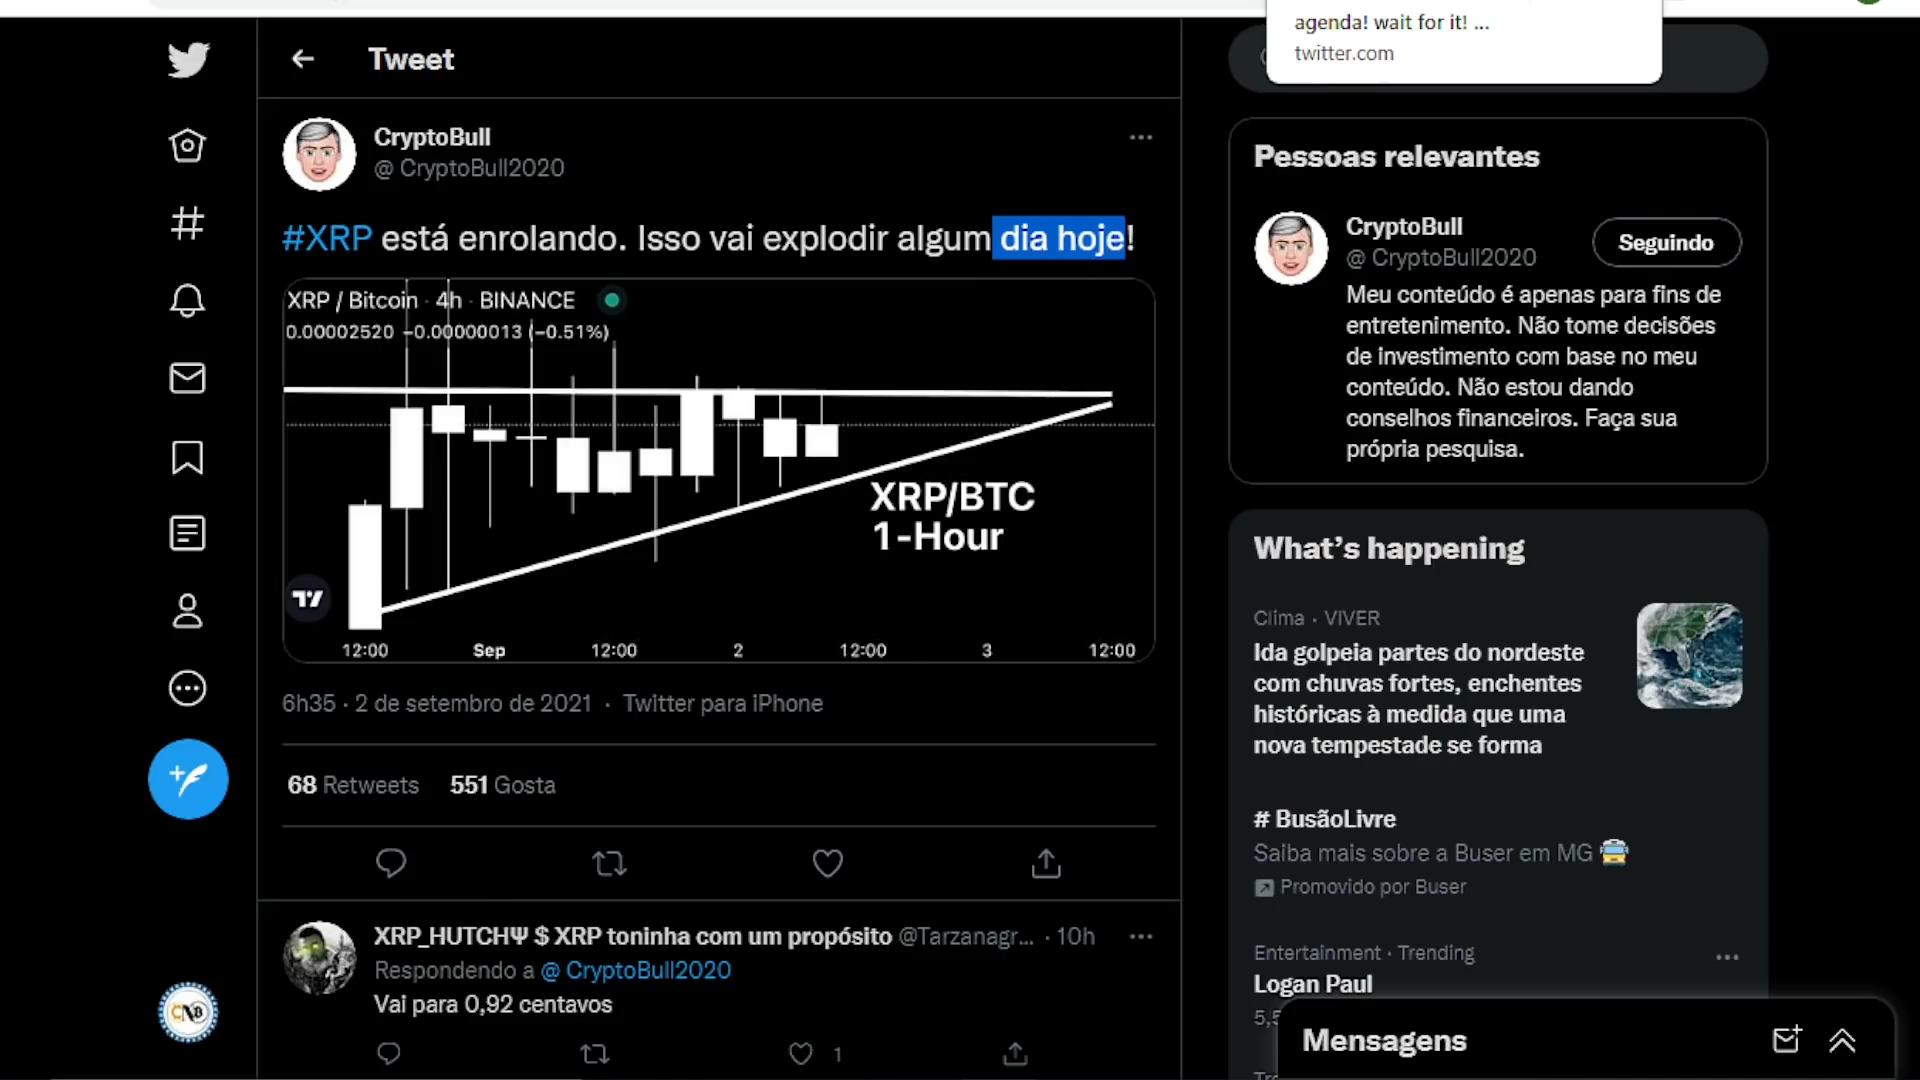 agenda! wait for it! ...
twitter.com
Tweet
CryptoBull
@ CryptoBull2020
#XRP está enrolando. Isso vai explodir algum dia hoje!
XRP / Bitcoin · 4h · BINANCE
0.00002520 −0.00000013 (−0.51%)
XRP/BTC
1-Hour
12:00 Sep 12:00 2 12:00 3 12:00
6h35 · 2 de setembro de 2021 · Twitter para iPhone
68 Retweets 551 Gosta
XRP_HUTCHΨ $ XRP toninha com um propósito @Tarzanagr... · 10h
Respondendo a @ CryptoBull2020
Vai para 0,92 centavos
1
Pessoas relevantes
CryptoBull
@ CryptoBull2020
Seguindo
Meu conteúdo é apenas para fins de
entretenimento. Não tome decisões
de investimento com base no meu
conteúdo. Não estou dando
conselhos financeiros. Faça sua
própria pesquisa.
What's happening
Clima · VIVER
Ida golpeia partes do nordeste
com chuvas fortes, enchentes
históricas à medida que uma
nova tempestade se forma
# BusãoLivre
Saiba mais sobre a Buser em MG
Promovido por Buser
Entertainment · Trending
Logan Paul
Mensagens